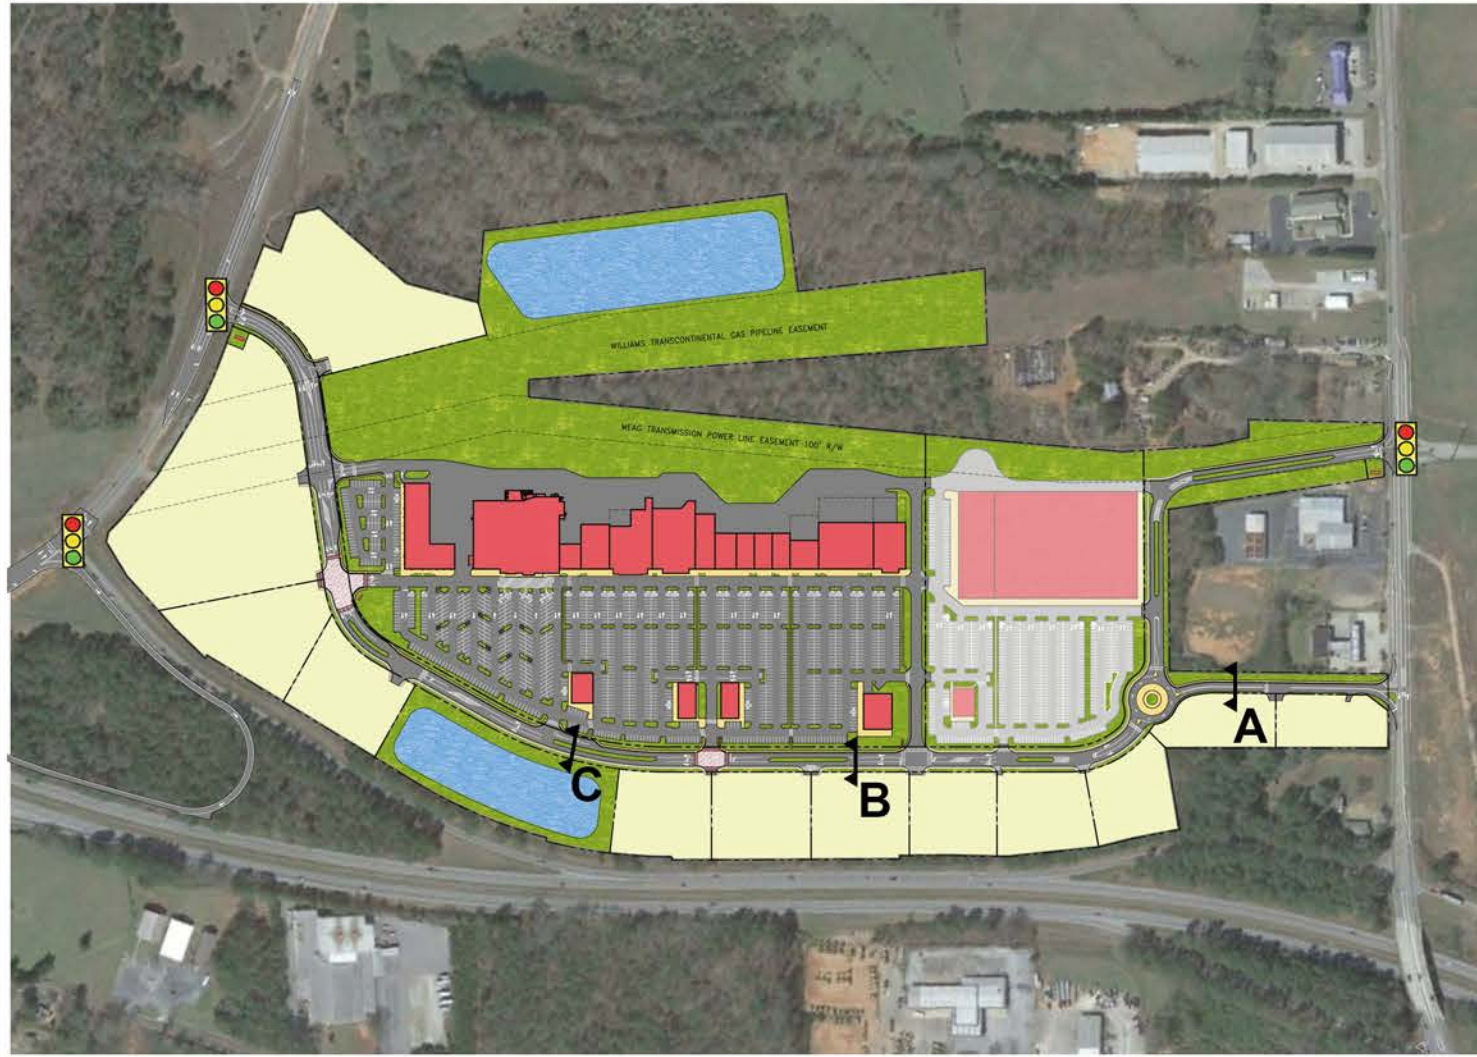 WILLIAMS TRANSCONTINENTAL GAS PIPELINE EASEMENT
MEAG TRANSMISSION POWER LINE EASEMENT 100' R/W
A
C
B